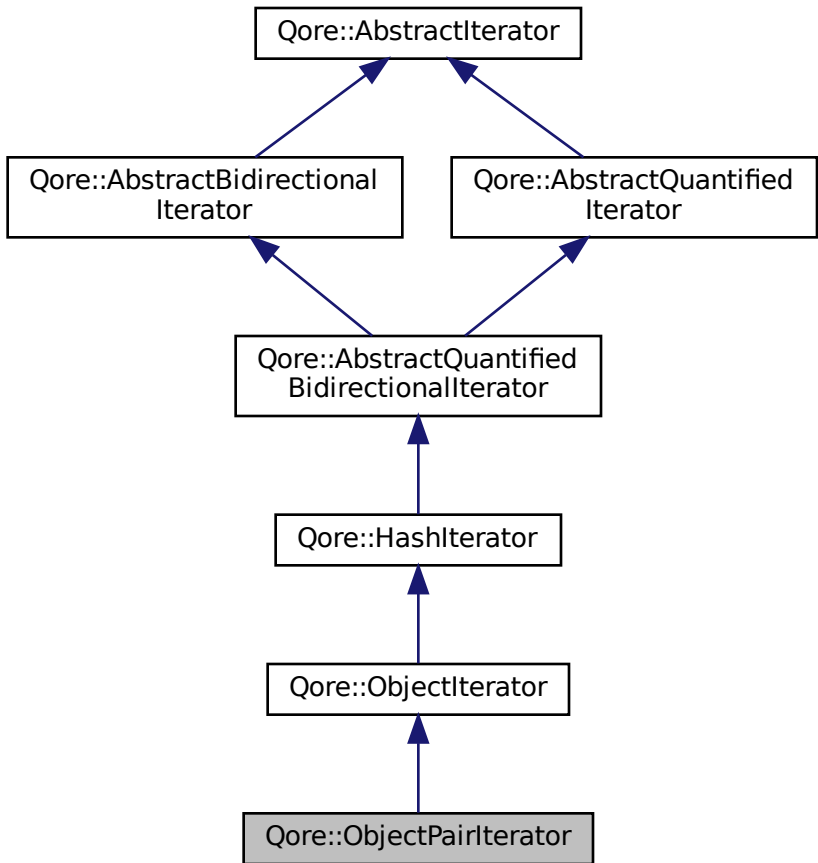 Qore::AbstractIterator
Qore::AbstractBidirectional
Iterator
Qore::AbstractQuantified
Iterator
Qore::AbstractQuantified
BidirectionalIterator
Qore::HashIterator
Qore::ObjectIterator
Qore::ObjectPairIterator